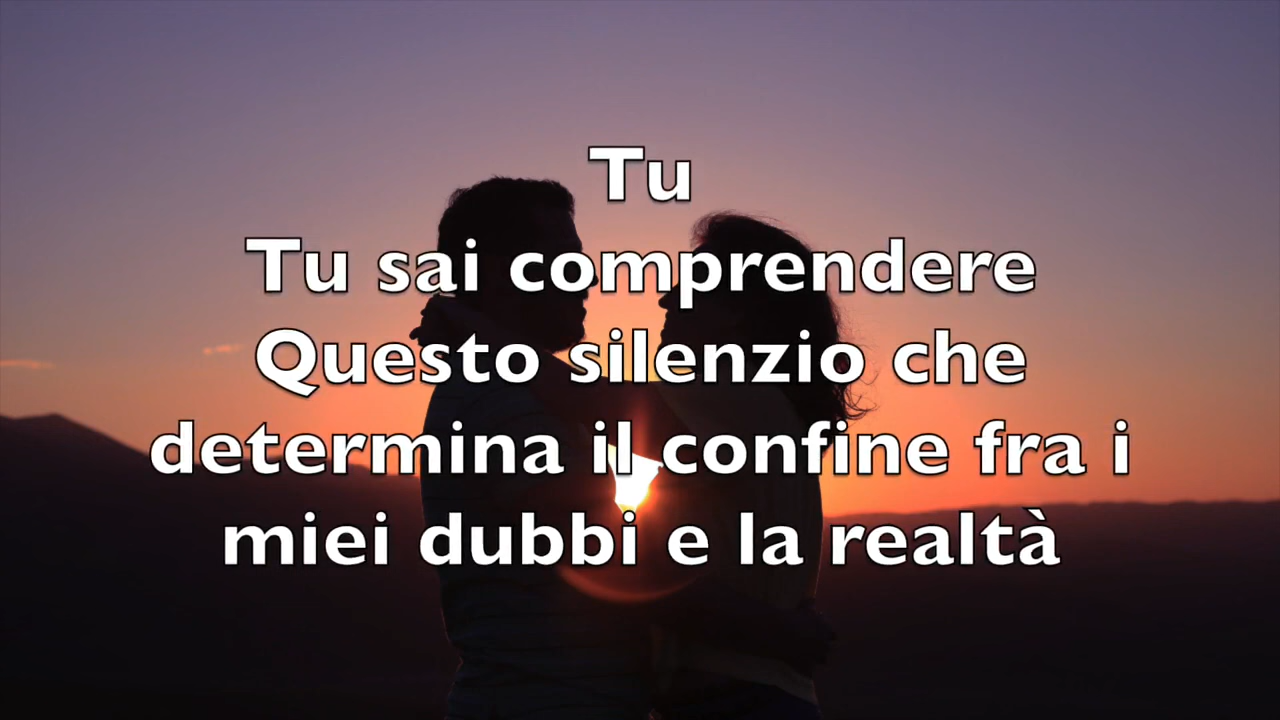 Tu
Tu sai comprendere
Questo silenzio che
determina il confine fra i
miei dubbi e la realtà